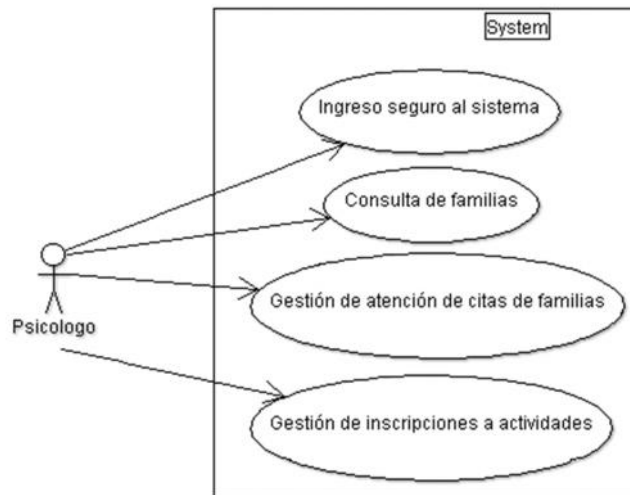 System
Ingreso seguro al sistema
Consulta de familias
Gestión de atención de citas de familias
Psicologo
Gestión de inscripciones a actividades